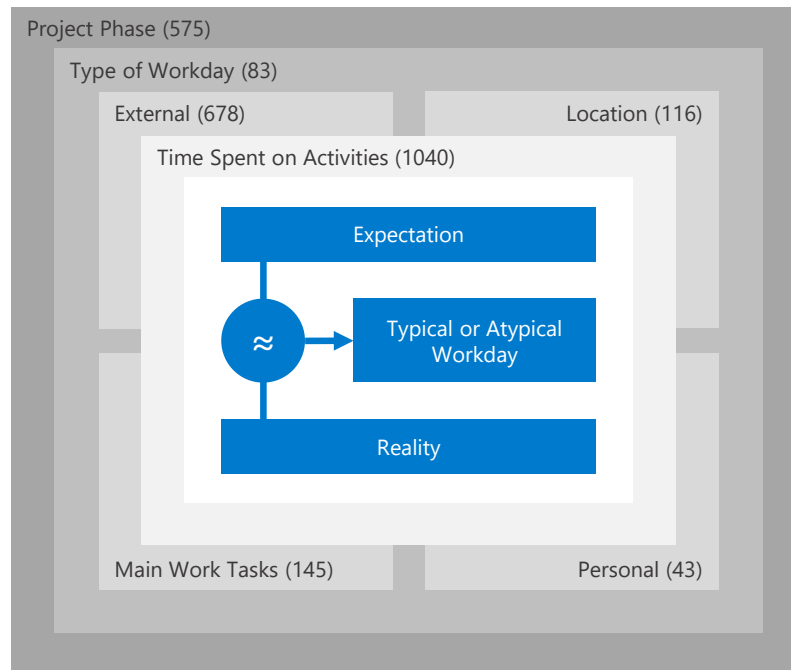 Project Phase (575)
Type of Workday (83)
External (678)
Location (116)
Time Spent on Activities (1040)
Expectation
≈
Typical or Atypical
Workday
Reality
Main Work Tasks (145)
Personal (43)